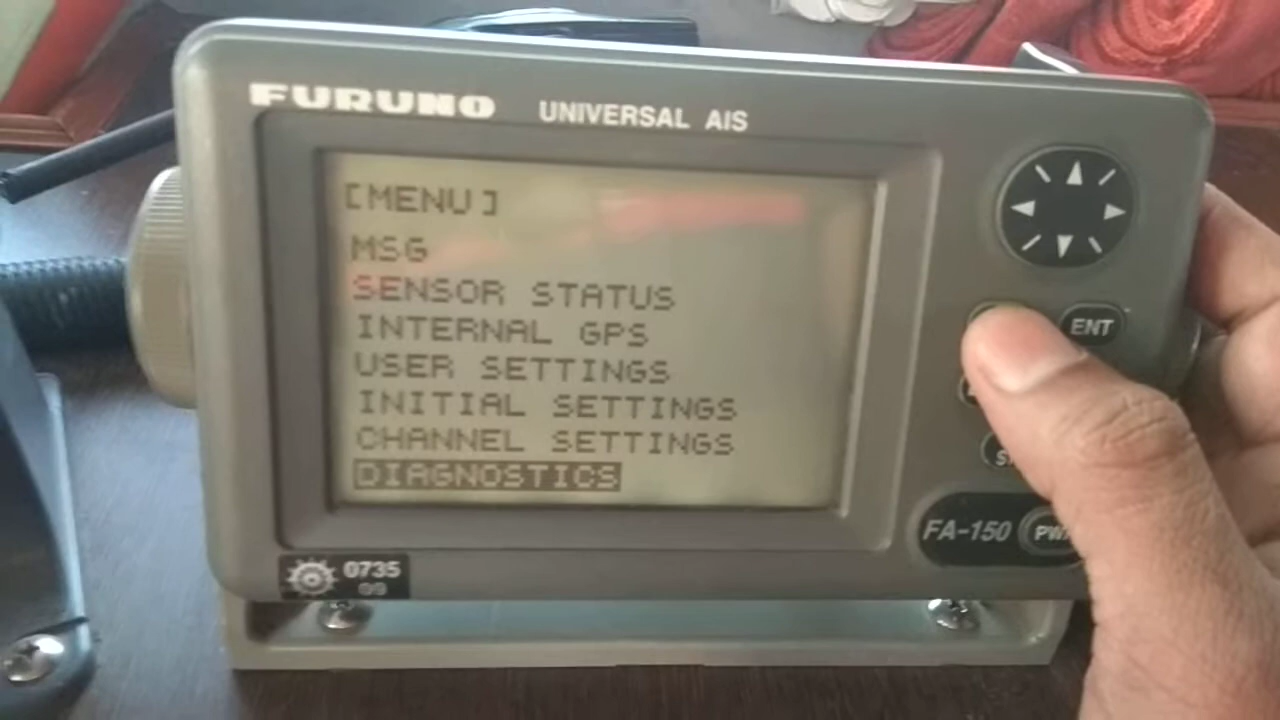 FURUNO UNIVERSAL AIS
[MENU]
MSG
SENSOR STATUS
INTERNAL GPS
USER SETTINGS
INITIAL SETTINGS
CHANNEL SETTINGS
DIAGNOSTICS
ENT
FA-150
0735